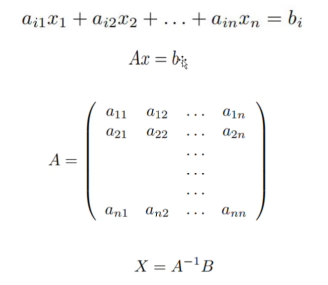 a_{i1}x_1 + a_{i2}x_2 + ... + a_{in}x_n = b_i
Ax = b
A = ( a_{11} a_{12} ... a_{1n}
a_{21} a_{22} ... a_{2n}
...
...
...
a_{n1} a_{n2} ... a_{nn} )
X = A^{-1}B